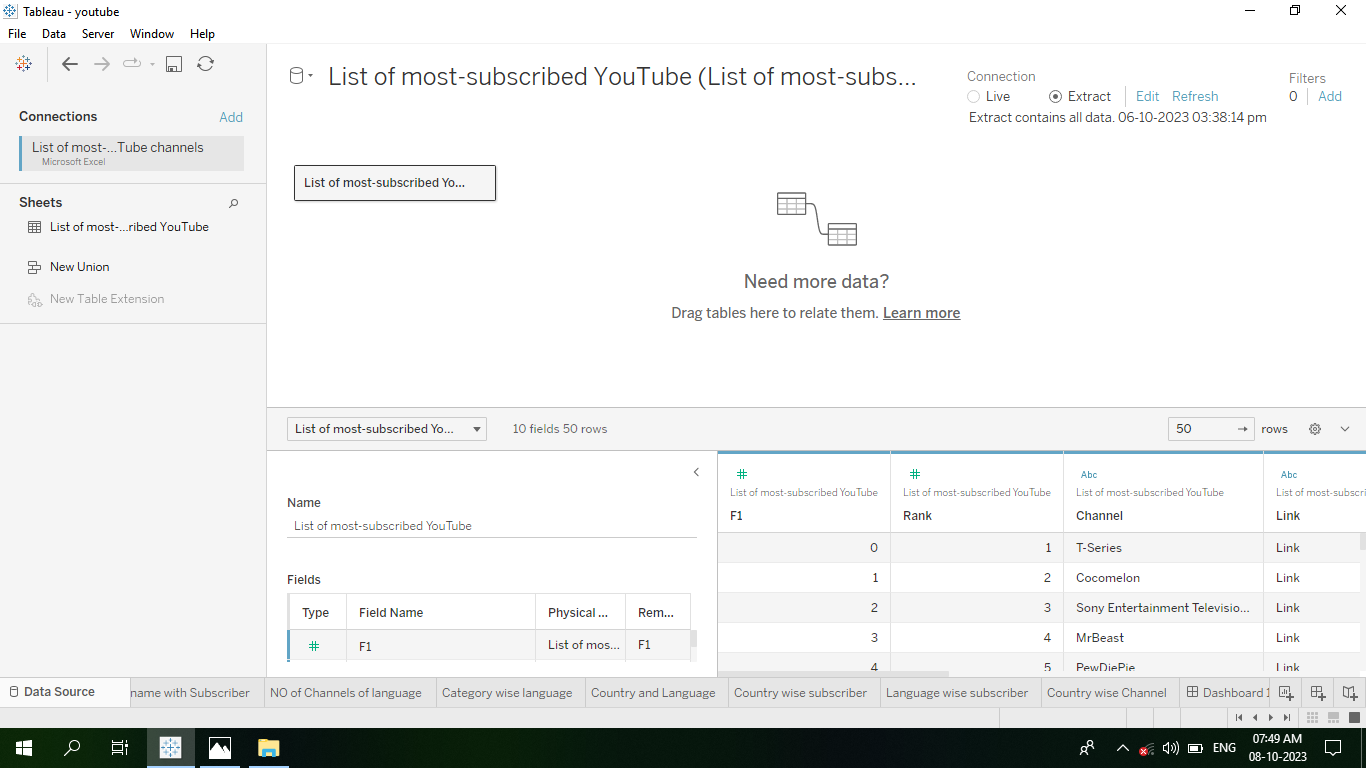 Tableau - youtube
File Data Server Window Help
List of most-subscribed YouTube (List of most-subs...
Connection
Live Extract Edit Refresh
Extract contains all data. 06-10-2023 03:38:14 pm
Filters
0 Add
Connections Add
List of most-...Tube channels
Microsoft Excel
Sheets
List of most-...ribed YouTube
New Union
New Table Extension
List of most-subscribed Yo...
Need more data?
Drag tables here to relate them. Learn more
List of most-subscribed Yo... 10 fields 50 rows 50 rows
Name
List of most-subscribed YouTube
Fields
Type Field Name Physical ... Rem...
F1 List of mos... F1
Abc Abc
List of most-subscribed YouTube List of most-subscribed YouTube List of most-subscribed YouTube List of most-subscri
F1 Rank Channel Link
0 1 T-Series Link
1 2 Cocomelon Link
2 3 Sony Entertainment Televisio... Link
3 4 MrBeast Link
4 5 PewDiePie Link
Data Source name with Subscriber NO of Channels of language Category wise language Country and Language Country wise subscriber Language wise subscriber Country wise Channel Dashboard 1
ENG 07:49 AM
08-10-2023